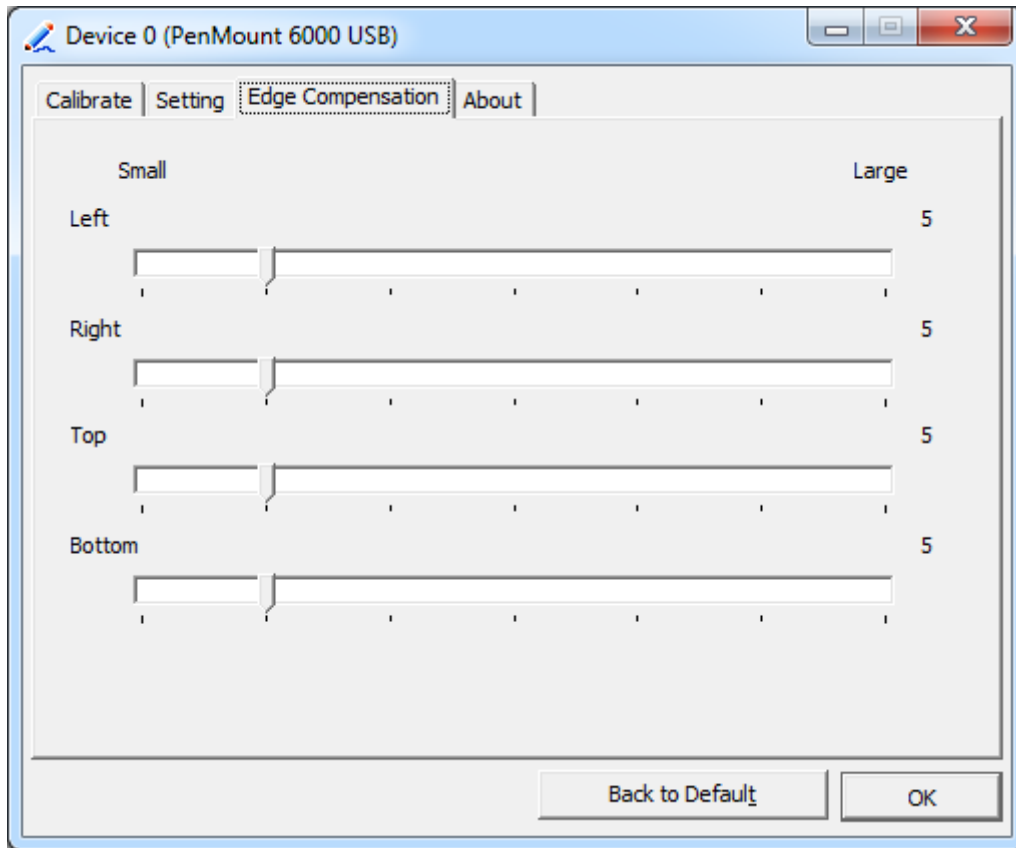 Device 0 (PenMount 6000 USB)
Calibrate Setting Edge Compensation About
Small Large
Left 5
Right 5
Top 5
Bottom 5
Back to Default OK